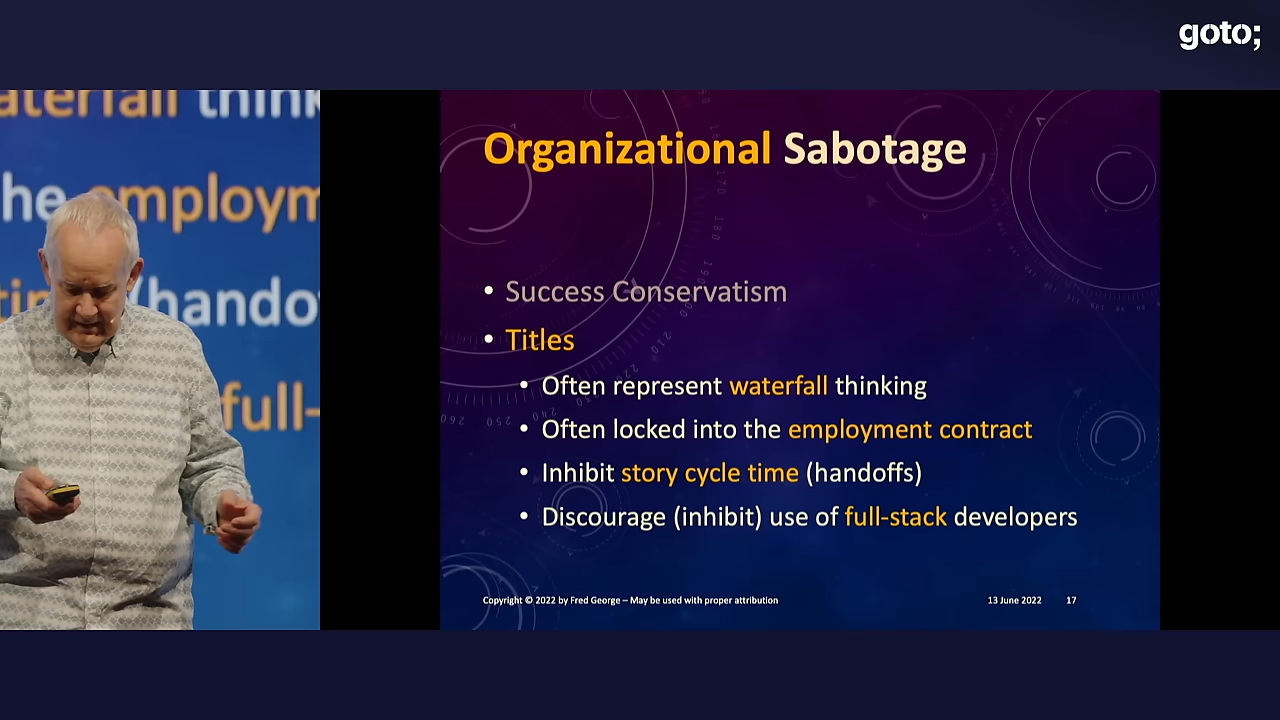 goto;
aterfall think
he employm
tin (hando
full-
Organizational Sabotage
• Success Conservatism
• Titles
• Often represent waterfall thinking
• Often locked into the employment contract
• Inhibit story cycle time (handoffs)
• Discourage (inhibit) use of full-stack developers
Copyright © 2022 by Fred George – May be used with proper attribution
13 June 2022 17